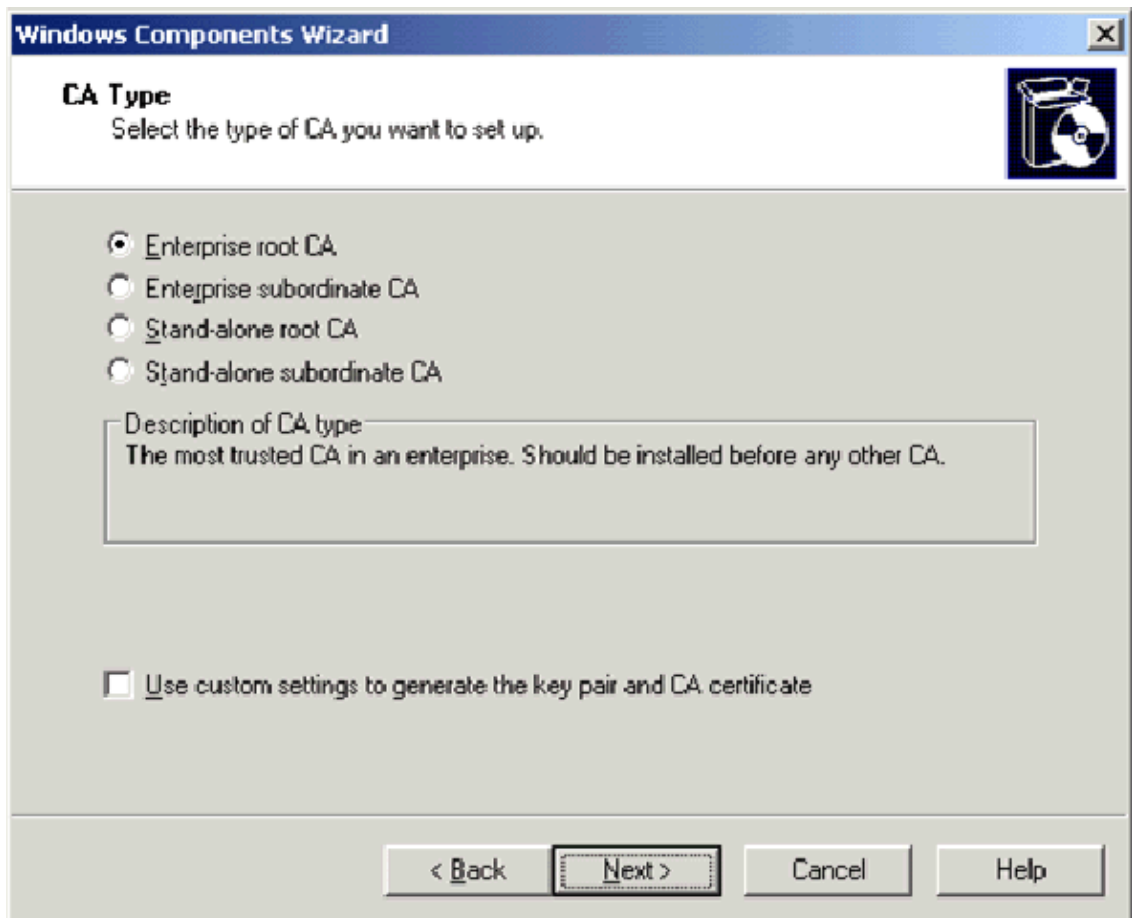 Windows Components Wizard
CA Type
Select the type of CA you want to set up.
Enterprise root CA
Enterprise subordinate CA
Stand-alone root CA
Stand-alone subordinate CA
Description of CA type
The most trusted CA in an enterprise. Should be installed before any other CA.
Use custom settings to generate the key pair and CA certificate
< Back Next > Cancel Help